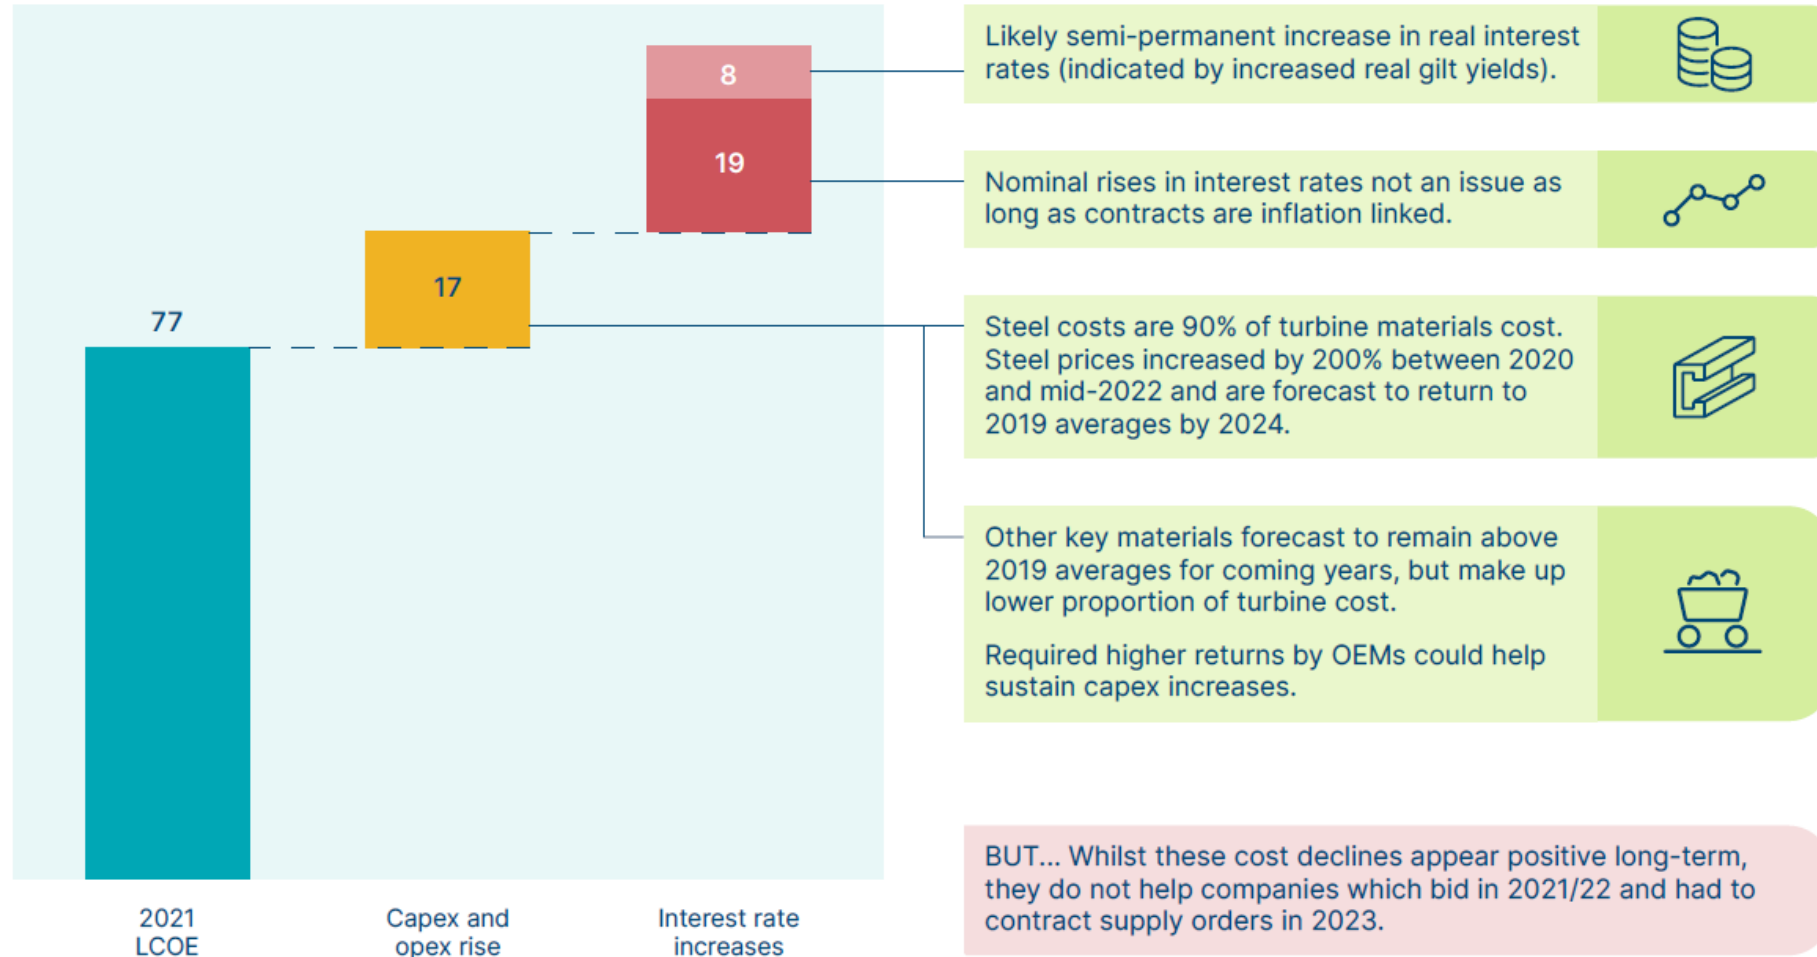 8
19
17
77
2021
LCOE
Capex and
opex rise
Interest rate
increases
Likely semi-permanent increase in real interest
rates (indicated by increased real gilt yields).
Nominal rises in interest rates not an issue as
long as contracts are inflation linked.
Steel costs are 90% of turbine materials cost.
Steel prices increased by 200% between 2020
and mid-2022 and are forecast to return to
2019 averages by 2024.
Other key materials forecast to remain above
2019 averages for coming years, but make up
lower proportion of turbine cost.
Required higher returns by OEMs could help
sustain capex increases.
BUT... Whilst these cost declines appear positive long-term,
they do not help companies which bid in 2021/22 and had to
contract supply orders in 2023.